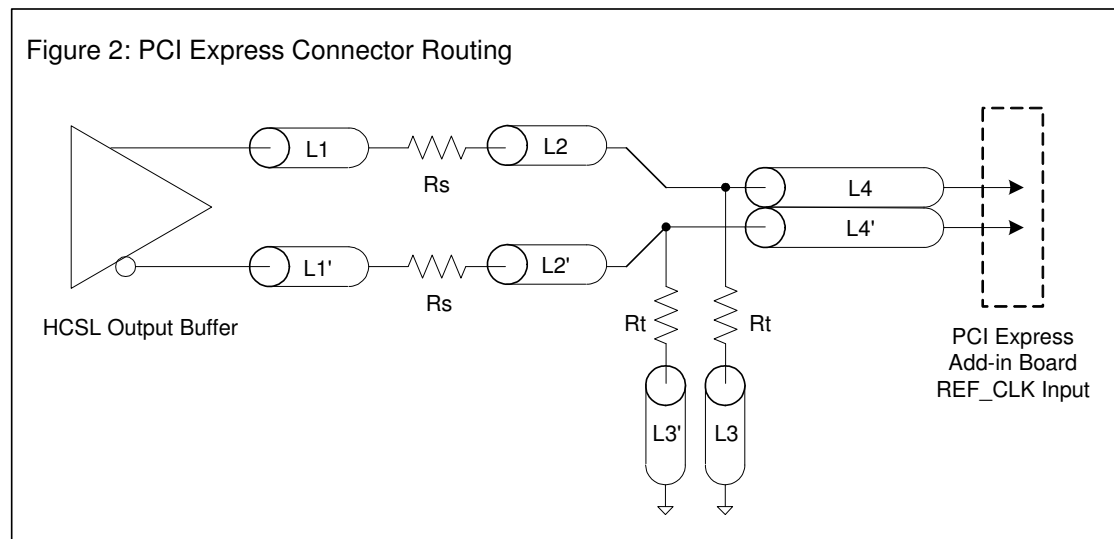 Figure 2: PCI Express Connector Routing
L1
Rs
L2
L4
L4'
L1'
Rs
L2'
HCSL Output Buffer
Rt
Rt
L3'
L3
PCI Express
Add-in Board
REF_CLK Input